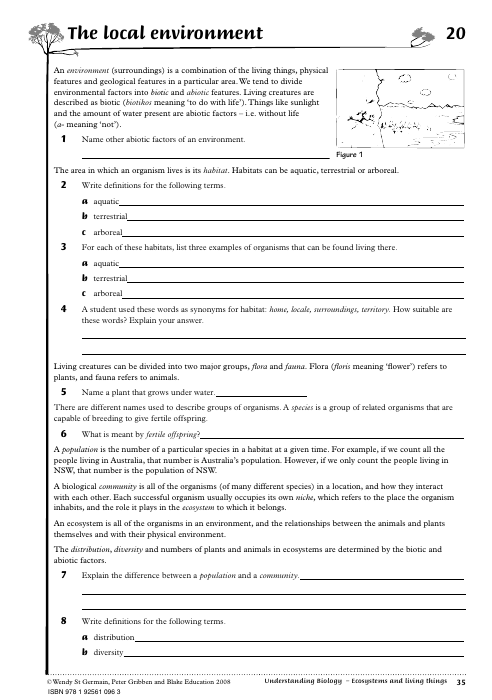 The local environment 20
An environment (surroundings) is a combination of the living things, physical
features and geological features in a particular area. We tend to divide
environmental factors into biotic and abiotic features. Living creatures are
described as biotic (biotikos meaning ‘to do with life’). Things like sunlight
and the amount of water present are abiotic factors – i.e. without life
(a- meaning ‘not’).
1 Name other abiotic factors of an environment.
Figure 1
The area in which an organism lives is its habitat. Habitats can be aquatic, terrestrial or arboreal.
2 Write definitions for the following terms.
a aquatic
b terrestrial
c arboreal
3 For each of these habitats, list three examples of organisms that can be found living there.
a aquatic
b terrestrial
c arboreal
4 A student used these words as synonyms for habitat: home, locale, surroundings, territory. How suitable are
these words? Explain your answer.
Living creatures can be divided into two major groups, flora and fauna. Flora (floris meaning ‘flower’) refers to
plants, and fauna refers to animals.
5 Name a plant that grows under water.
There are different names used to describe groups of organisms. A species is a group of related organisms that are
capable of breeding to give fertile offspring.
6 What is meant by fertile offspring?
A population is the number of a particular species in a habitat at a given time. For example, if we count all the
people living in Australia, that number is Australia’s population. However, if we only count the people living in
NSW, that number is the population of NSW.
A biological community is all of the organisms (of many different species) in a location, and how they interact
with each other. Each successful organism usually occupies its own niche, which refers to the place the organism
inhabits, and the role it plays in the ecosystem to which it belongs.
An ecosystem is all of the organisms in an environment, and the relationships between the animals and plants
themselves and with their physical environment.
The distribution, diversity and numbers of plants and animals in ecosystems are determined by the biotic and
abiotic factors.
7 Explain the difference between a population and a community.
8 Write definitions for the following terms.
a distribution
b diversity
© Wendy St Germain, Peter Gribben and Blake Education 2008 Understanding Biology – Ecosystems and living things 35
ISBN 978 1 92561 096 3